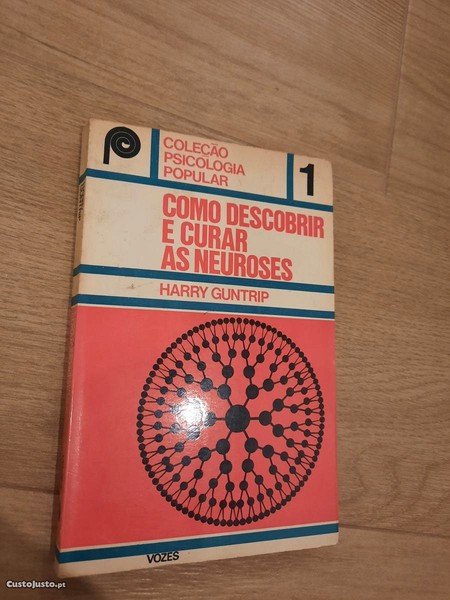 COLEÇÃO
PSICOLOGIA
POPULAR
1
COMO DESCOBRIR
E CURAR
AS NEUROSES
HARRY GUNTRIP
VOZES
CustoJusto.pt